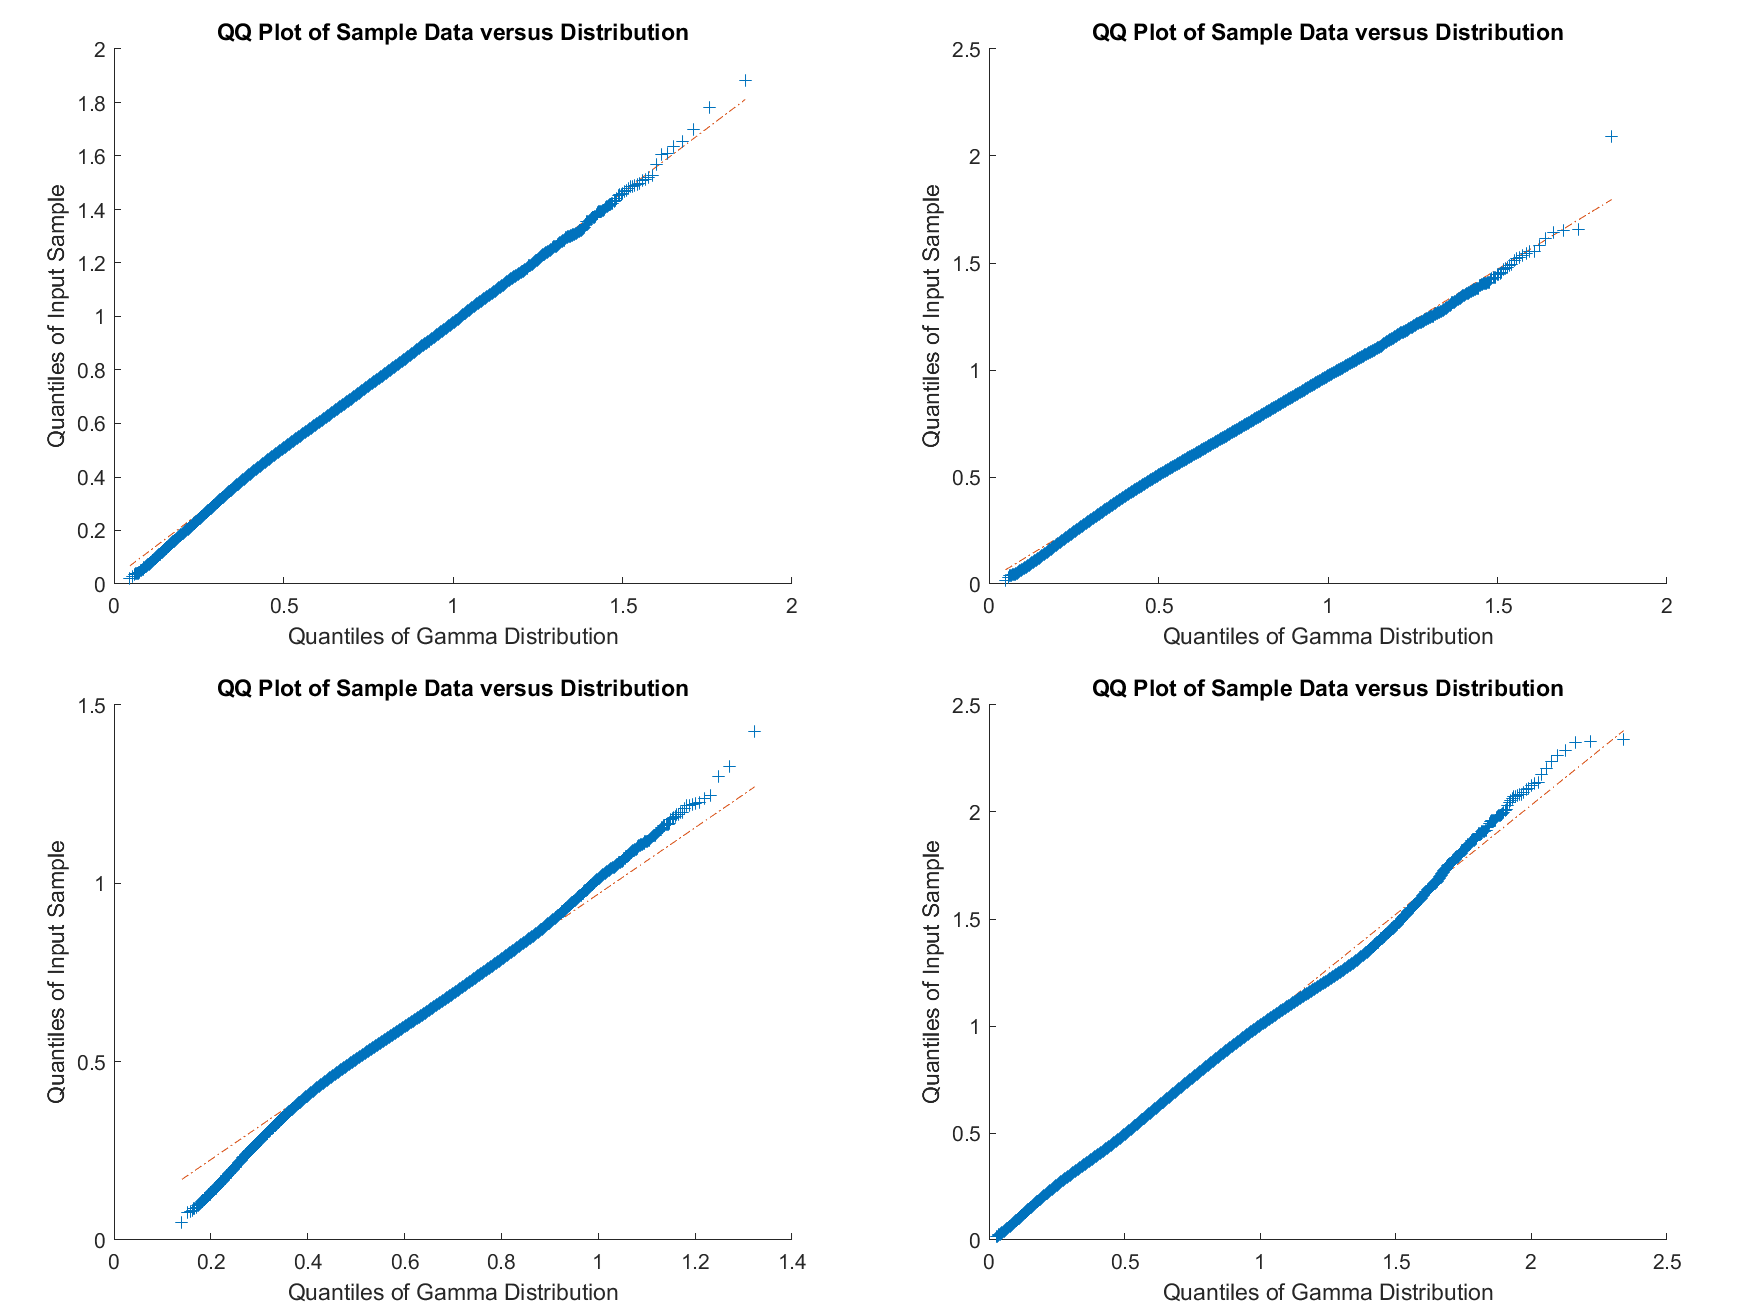 QQ Plot of Sample Data versus Distribution
Quantiles of Input Sample
2
1.8
1.6
1.4
1.2
1
0.8
0.6
0.4
0.2
0
0 0.5 1 1.5 2
Quantiles of Gamma Distribution
QQ Plot of Sample Data versus Distribution
Quantiles of Input Sample
2.5
2
1.5
1
0.5
0
0 0.5 1 1.5 2
Quantiles of Gamma Distribution
QQ Plot of Sample Data versus Distribution
Quantiles of Input Sample
1.5
1
0.5
0
0 0.2 0.4 0.6 0.8 1 1.2 1.4
Quantiles of Gamma Distribution
QQ Plot of Sample Data versus Distribution
Quantiles of Input Sample
2.5
2
1.5
1
0.5
0
0 0.5 1 1.5 2 2.5
Quantiles of Gamma Distribution